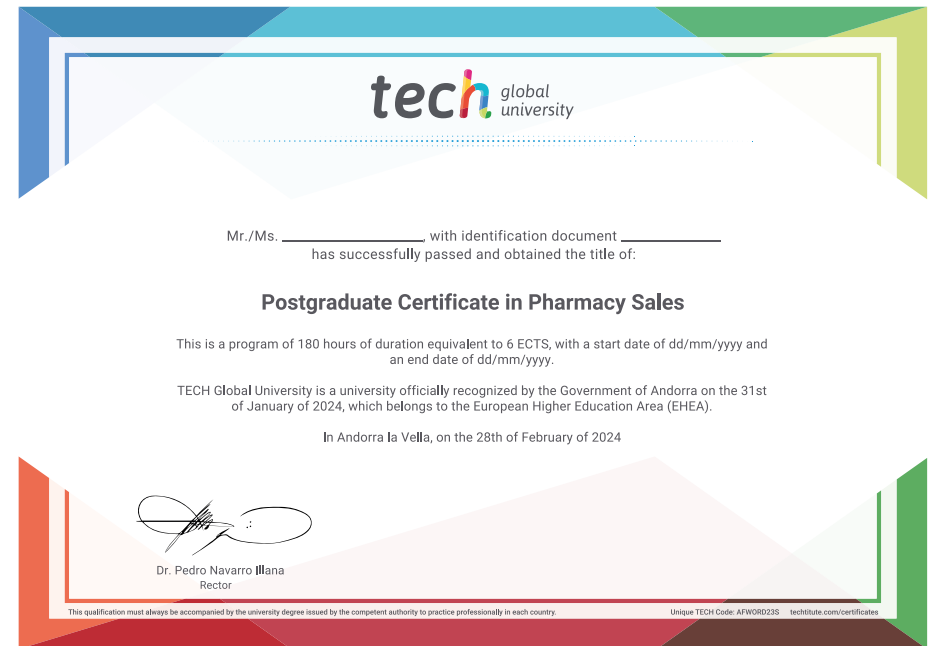 tech global university
Mr./Ms. ____________, with identification document ____________
has successfully passed and obtained the title of:
Postgraduate Certificate in Pharmacy Sales
This is a program of 180 hours of duration equivalent to 6 ECTS, with a start date of dd/mm/yyyy and
an end date of dd/mm/yyyy.
TECH Global University is a university officially recognized by the Government of Andorra on the 31st
of January of 2024, which belongs to the European Higher Education Area (EHEA).
In Andorra la Vella, on the 28th of February of 2024
Dr. Pedro Navarro Illana
Rector
This qualification must always be accompanied by the university degree issued by the competent authority to practice professionally in each country.
Unique TECH Code: AFWORD23S techtitute.com/certificates